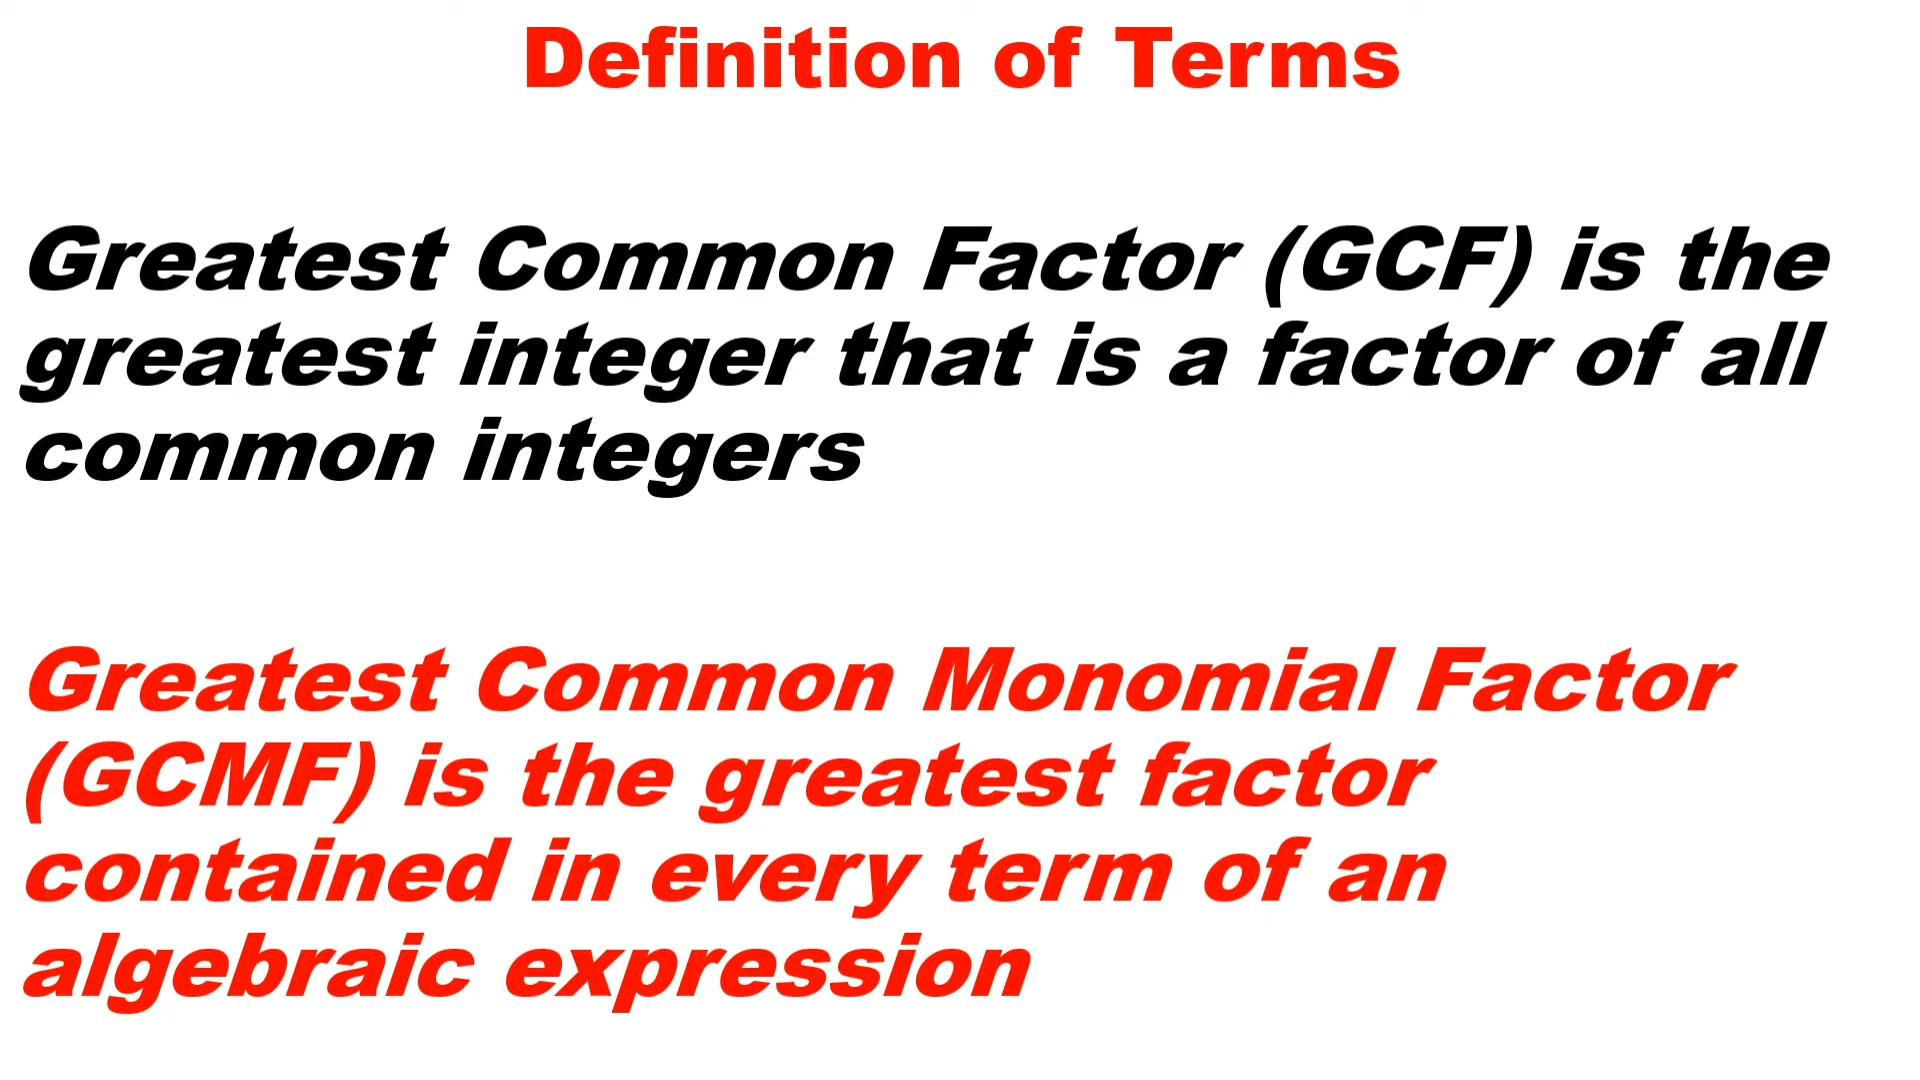 Definition of Terms
Greatest Common Factor (GCF) is the
greatest integer that is a factor of all
common integers
Greatest Common Monomial Factor
(GCMF) is the greatest factor
contained in every term of an
algebraic expression